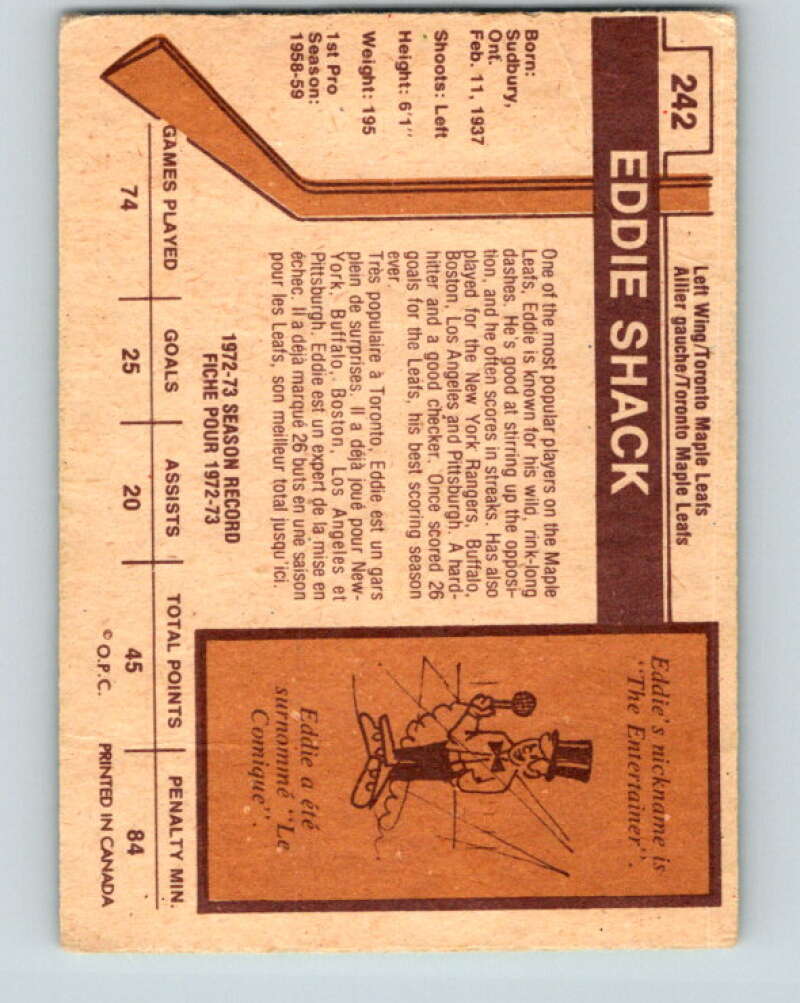 242
Left Wing/Toronto Maple Leafs
Ailier gauche/Toronto Maple Leafs
EDDIE SHACK
Born:
Sudbury,
Ont.
Feb. 11, 1937
Shoots: Left
Height: 6'1"
Weight: 195
1st Pro
Season:
1958-59
One of the most popular players on the Maple
Leafs, Eddie is known for his wild, rink-long
dashes. He's good at stirring up the opposi-
tion, and he often scores in streaks. Has also
played for the New York Rangers, Buffalo,
Boston, Los Angeles and Pittsburgh. A hard-
hitter and a good checker. Once scored 26
goals for the Leafs, his best scoring season
ever.
Très populaire à Toronto, Eddie est un gars
plein de surprises. Il a déjà joué pour New-
York, Buffalo, Boston, Los Angeles et
Pittsburgh. Eddie est un expert de la mise en
échec. Il a déjà marqué 26 buts en une saison
pour les Leafs, son meilleur total jusqu'ici.
Eddie's nickname is
"The Entertainer".
Eddie a été
surnommé "Le
Comique".
1972-73 SEASON RECORD
FICHE POUR 1972-73
GAMES PLAYED GOALS ASSISTS TOTAL POINTS PENALTY MIN.
74 25 20 45 84
© O.P.C. PRINTED IN CANADA